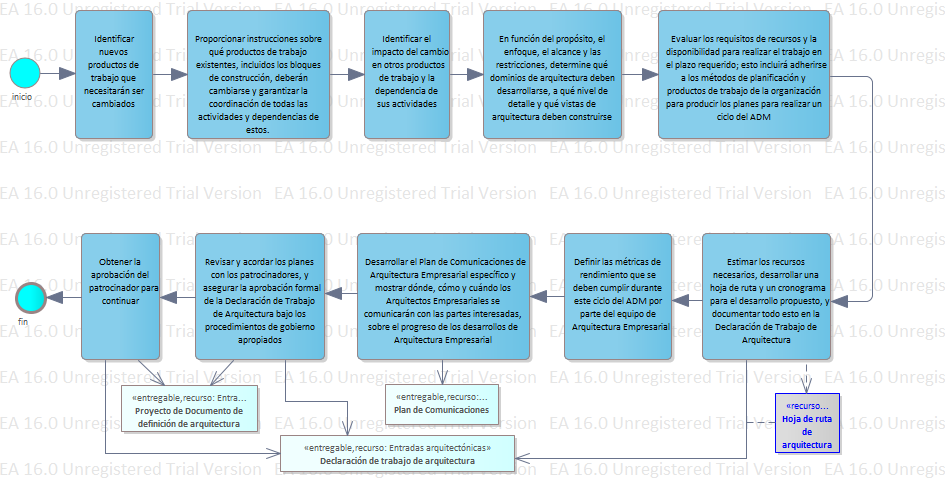 EA 16.0 Unregistered Trial Version EA 16.0 Unregistered Trial Version EA 16.0 Unregis
inicio
Identificar
nuevos
productos de
trabajo que
necesitarán ser
cambiados
Proporcionar instrucciones sobre
qué productos de trabajo
existentes, incluidos los bloques
de construcción, deberán
cambiarse y garantizar la
coordinación de todas las
actividades y dependencias de
estos.
Identificar el
impacto del cambio
en otros productos
de trabajo y la
dependencia de
sus actividades
En función del propósito, el
enfoque, el alcance y las
restricciones, determine qué
dominios de arquitectura deben
desarrollarse, a qué nivel de
detalle y qué vistas de
arquitectura deben construirse
Evaluar los requisitos de recursos y la
disponibilidad para realizar el trabajo en
el plazo requerido; esto incluirá adherirse
a los métodos de planificación y
productos de trabajo de la organización
para producir los planes para realizar un
ciclo del ADM
Estimar los recursos
necesarios, desarrollar una
hoja de ruta y un cronograma
para el desarrollo propuesto, y
documentar todo esto en la
Declaración de Trabajo de
Arquitectura
Definir las métricas de
rendimiento que se
deben cumplir durante
este ciclo del ADM por
parte del equipo de
Arquitectura Empresarial
Desarrollar el Plan de Comunicaciones de
Arquitectura Empresarial específico y
mostrar dónde, cómo y cuándo los
Arquitectos Empresariales se
comunicarán con las partes interesadas,
sobre el progreso de los desarrollos de
Arquitectura Empresarial
Revisar y acordar los planes
con los patrocinadores, y
asegurar la aprobación formal
de la Declaración de Trabajo
de Arquitectura bajo los
procedimientos de gobierno
apropiados
Obtener la
aprobación del
patrocinador para
continuar
fin
«entregable,recurso: Entra...
Proyecto de Documento de
definición de arquitectura
«entregable,recurso:...
Plan de Comunicaciones
«recurso...
Hoja de ruta
de
arquitectura
«entregable,recurso: Entradas arquitectónicas»
Declaración de trabajo de arquitectura